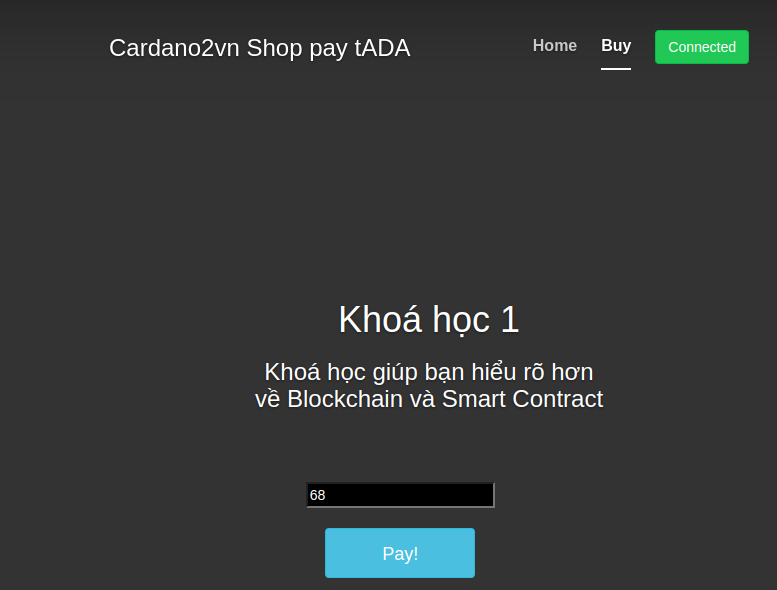 Cardano2vn Shop pay tADA
Home
Buy
Connected
Khoá học 1
Khoá học giúp bạn hiểu rõ hơn
về Blockchain và Smart Contract
68
Pay!